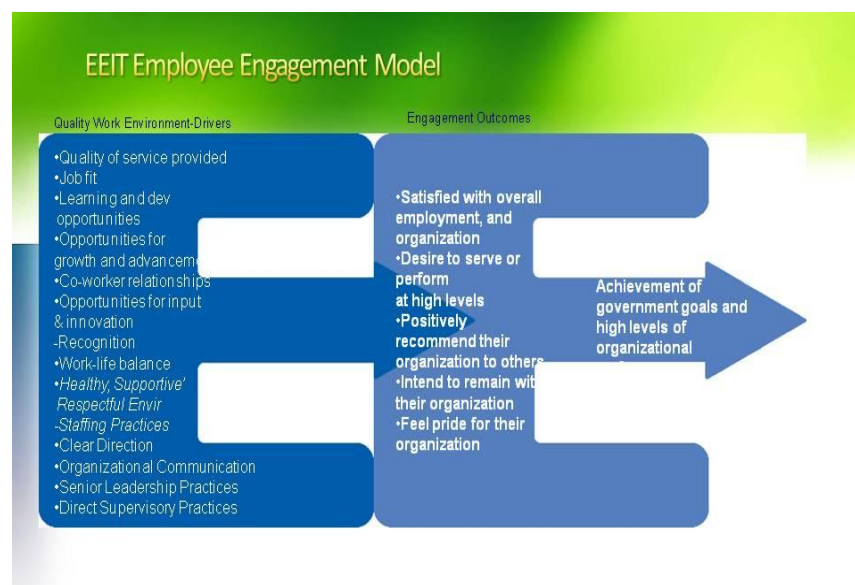 EEIT Employee Engagement Model
Quality Work Environment-Drivers
•Quality of service provided
•Job fit
•Learning and dev
opportunities
•Opportunities for
growth and advanceme
•Co-worker relationships
•Opportunities for input
& innovation
-Recognition
•Work-life balance
•Healthy, Supportive'
Respectful Envir
-Staffing Practices
•Clear Direction
•Organizational Communication
•Senior Leadership Practices
•Direct Supervisory Practices
Engagement Outcomes
•Satisfied with overall
employment, and
organization
•Desire to serve or
perform
at high levels
•Positively
recommend their
organization to others
•Intend to remain wit
their organization
•Feel pride for their
organization
Achievement of
government goals and
high levels of
organizational